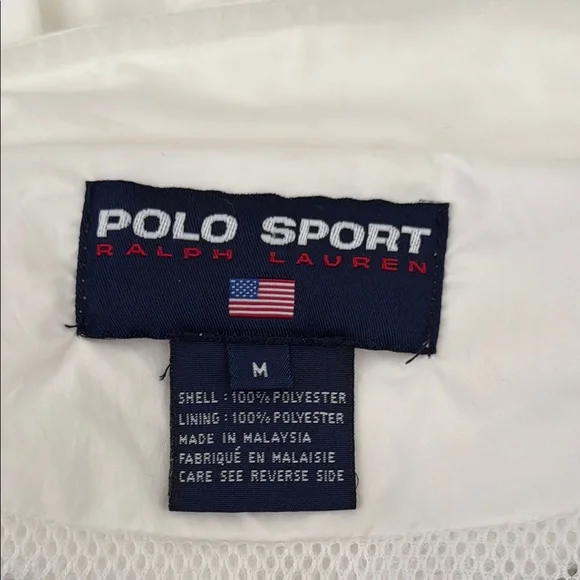 POLO SPORT
RALPH LAUREN
M
SHELL : 100% POLYESTER
LINING : 100% POLYESTER
MADE IN MALAYSIA
FABRIQUÉ EN MALAISIE
CARE SEE REVERSE SIDE